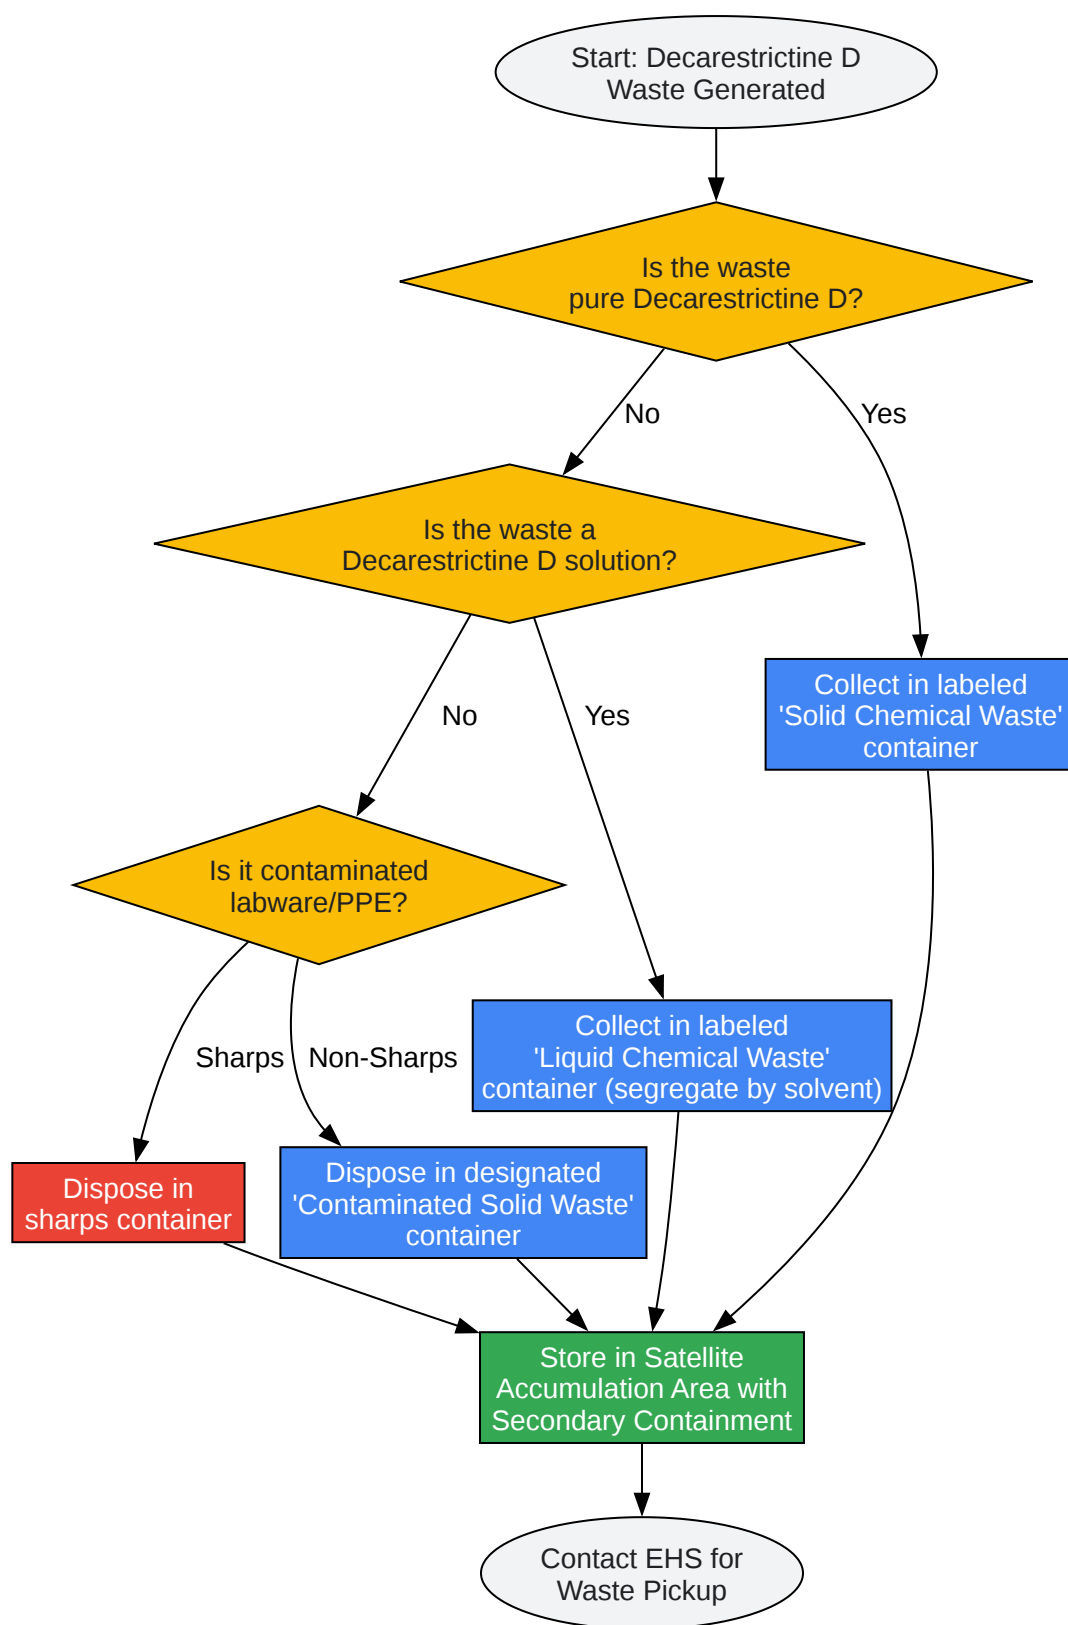 Start: Decarestrictine D
Waste Generated
Is the waste
pure Decarestrictine D?
No
Yes
Is the waste a
Decarestrictine D solution?
No
Yes
Collect in labeled
'Solid Chemical Waste'
container
Is it contaminated
labware/PPE?
Sharps
Non-Sharps
Collect in labeled
'Liquid Chemical Waste'
container (segregate by solvent)
Dispose in
sharps container
Dispose in designated
'Contaminated Solid Waste'
container
Store in Satellite
Accumulation Area with
Secondary Containment
Contact EHS for
Waste Pickup